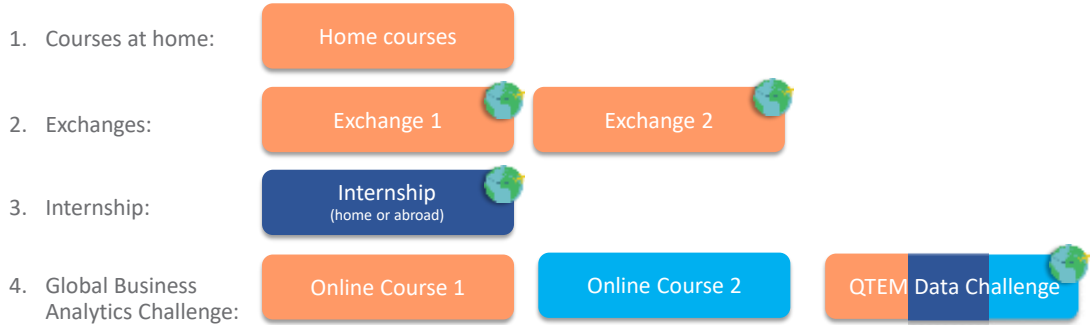 1. Courses at home:
Home courses
2. Exchanges:
Exchange 1
Exchange 2
3. Internship:
Internship
(home or abroad)
4. Global Business
Analytics Challenge:
Online Course 1
Online Course 2
QTEM Data Challenge